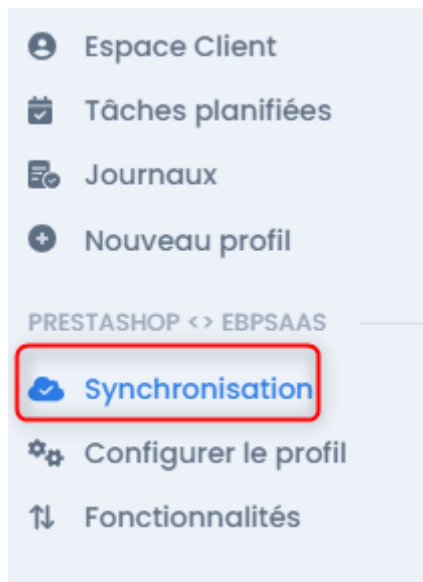 Espace Client
Tâches planifiées
Journaux
Nouveau profil
PRESTASHOP <> EBPSAAS
Synchronisation
Configurer le profil
Fonctionnalités